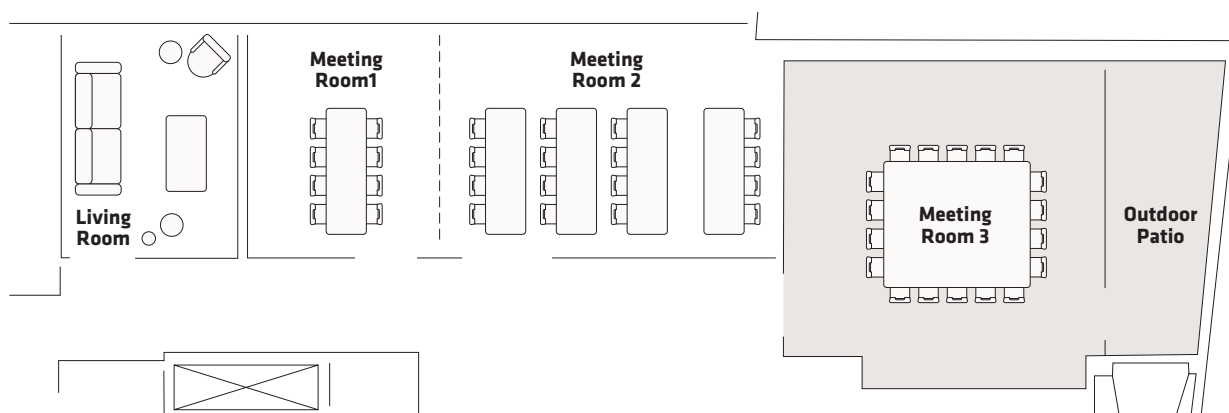 Meeting
Room1
Meeting
Room 2
Living
Room
Meeting
Room 3
Outdoor
Patio